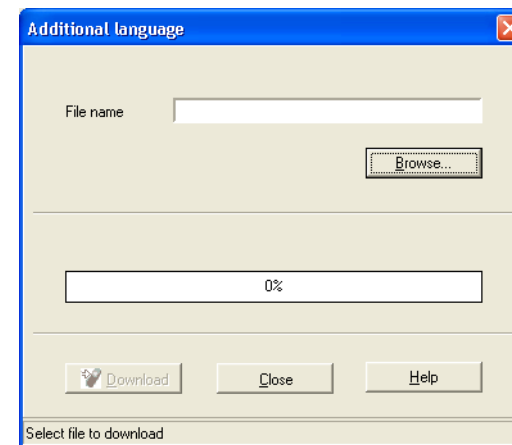 Additional language
File name
Browse...
0%
Download Close Help
Select file to download